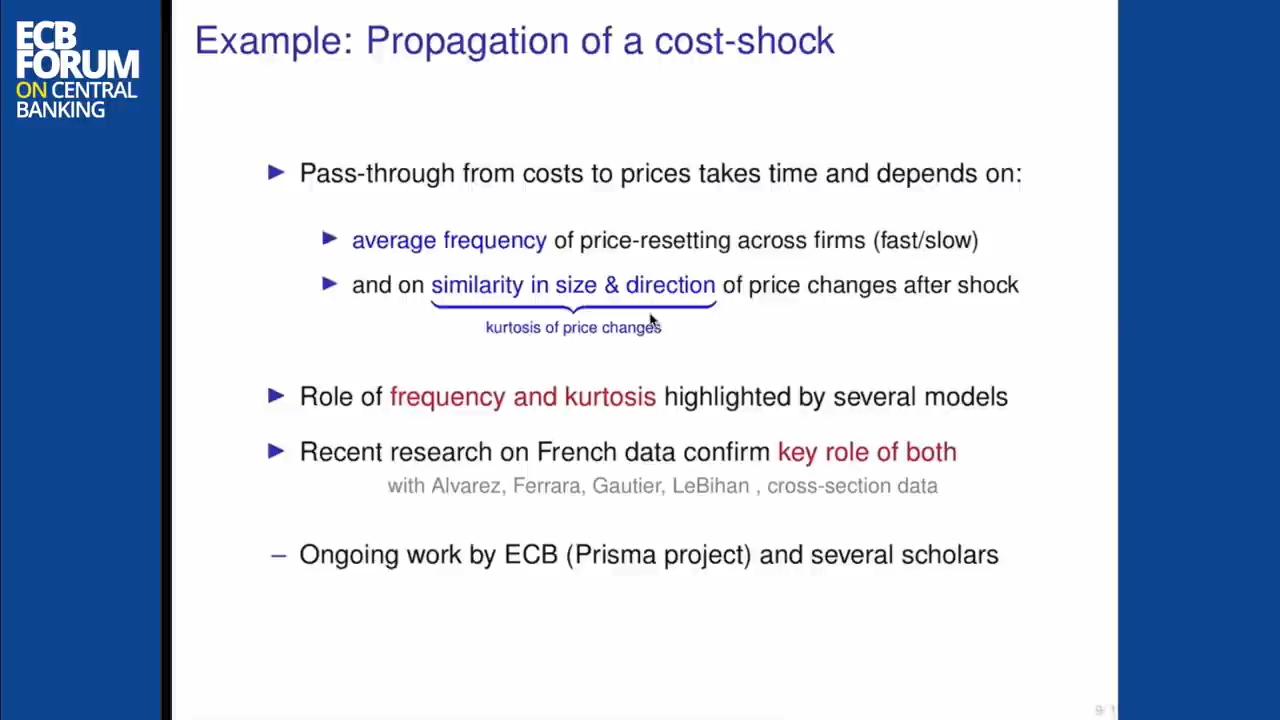 ECB
FORUM
ON CENTRAL
BANKING
Example: Propagation of a cost-shock
Pass-through from costs to prices takes time and depends on:
average frequency of price-resetting across firms (fast/slow)
and on similarity in size & direction of price changes after shock
kurtosis of price changes
Role of frequency and kurtosis highlighted by several models
Recent research on French data confirm key role of both
with Alvarez, Ferrara, Gautier, LeBihan , cross-section data
– Ongoing work by ECB (Prisma project) and several scholars